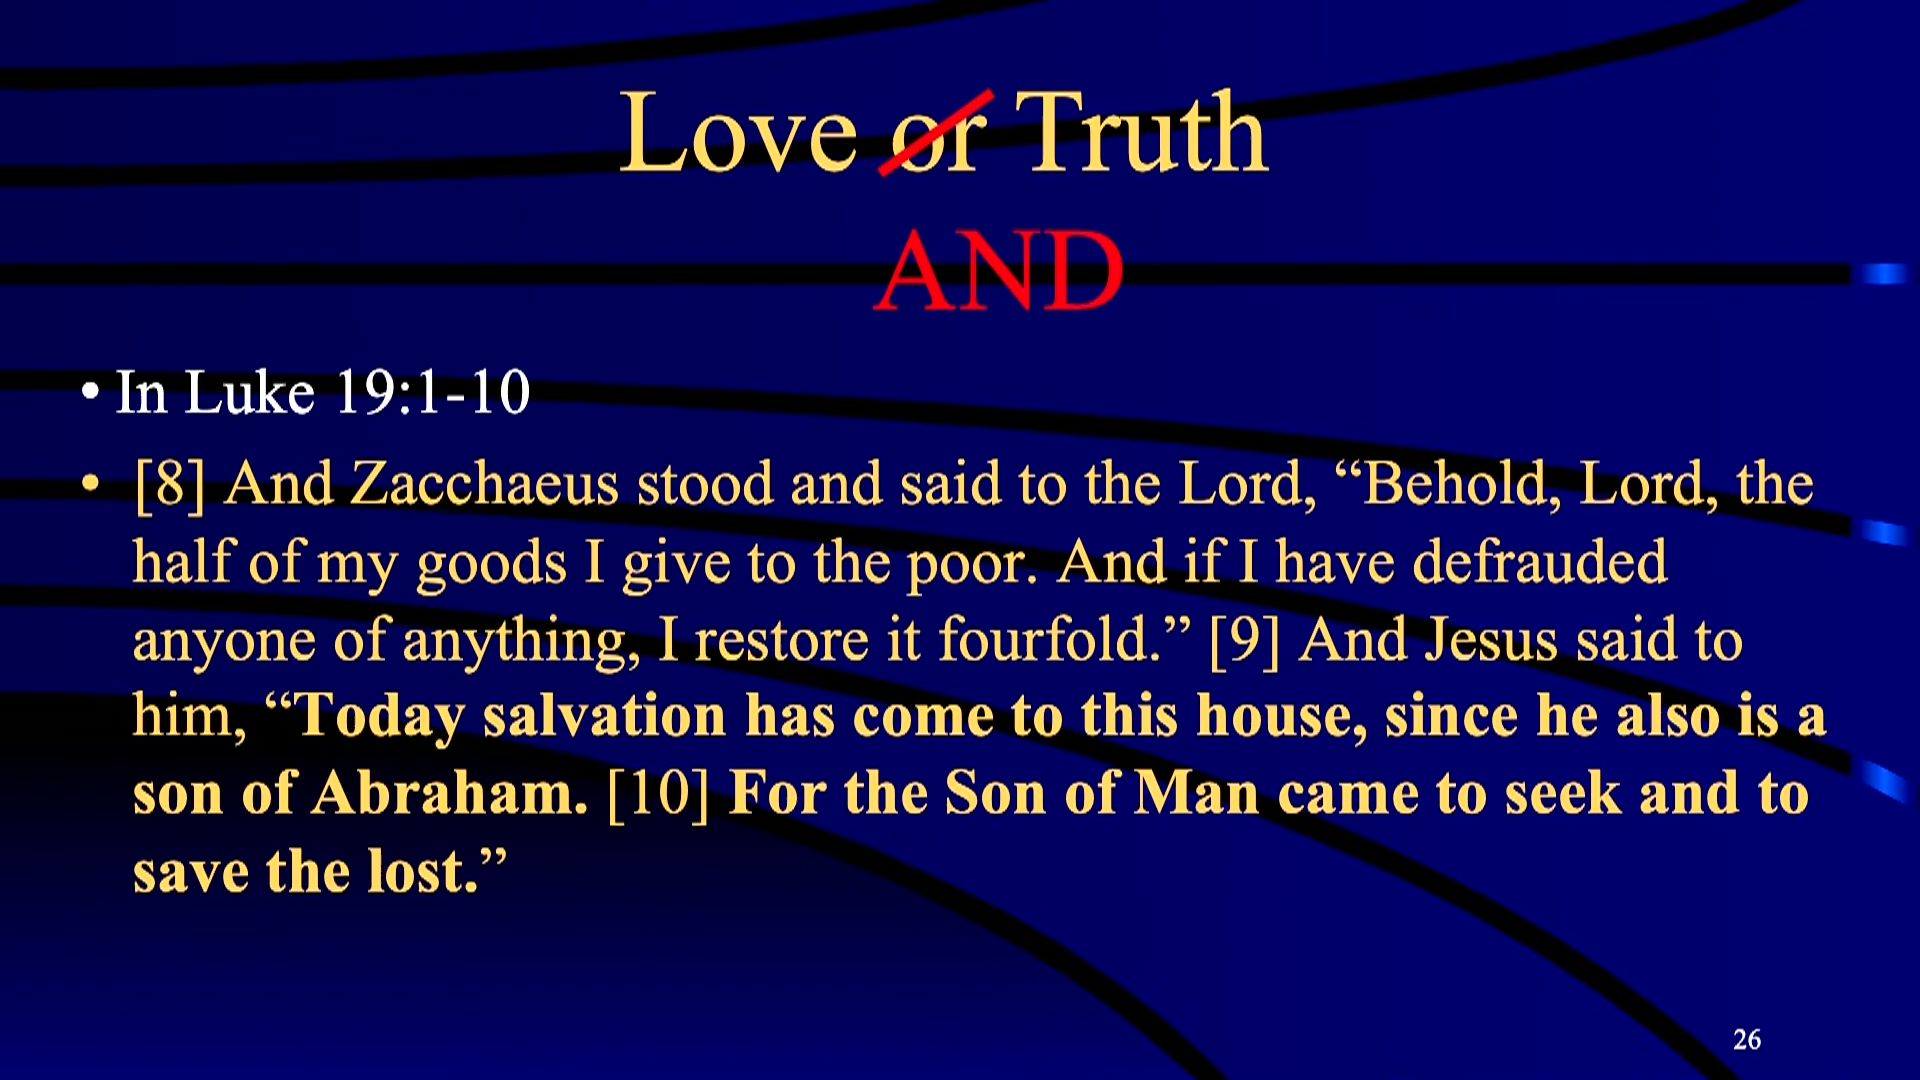 Love or Truth
AND
• In Luke 19:1-10
• [8] And Zacchaeus stood and said to the Lord, “Behold, Lord, the
half of my goods I give to the poor. And if I have defrauded
anyone of anything, I restore it fourfold.” [9] And Jesus said to
him, “Today salvation has come to this house, since he also is a
son of Abraham. [10] For the Son of Man came to seek and to
save the lost.”
26